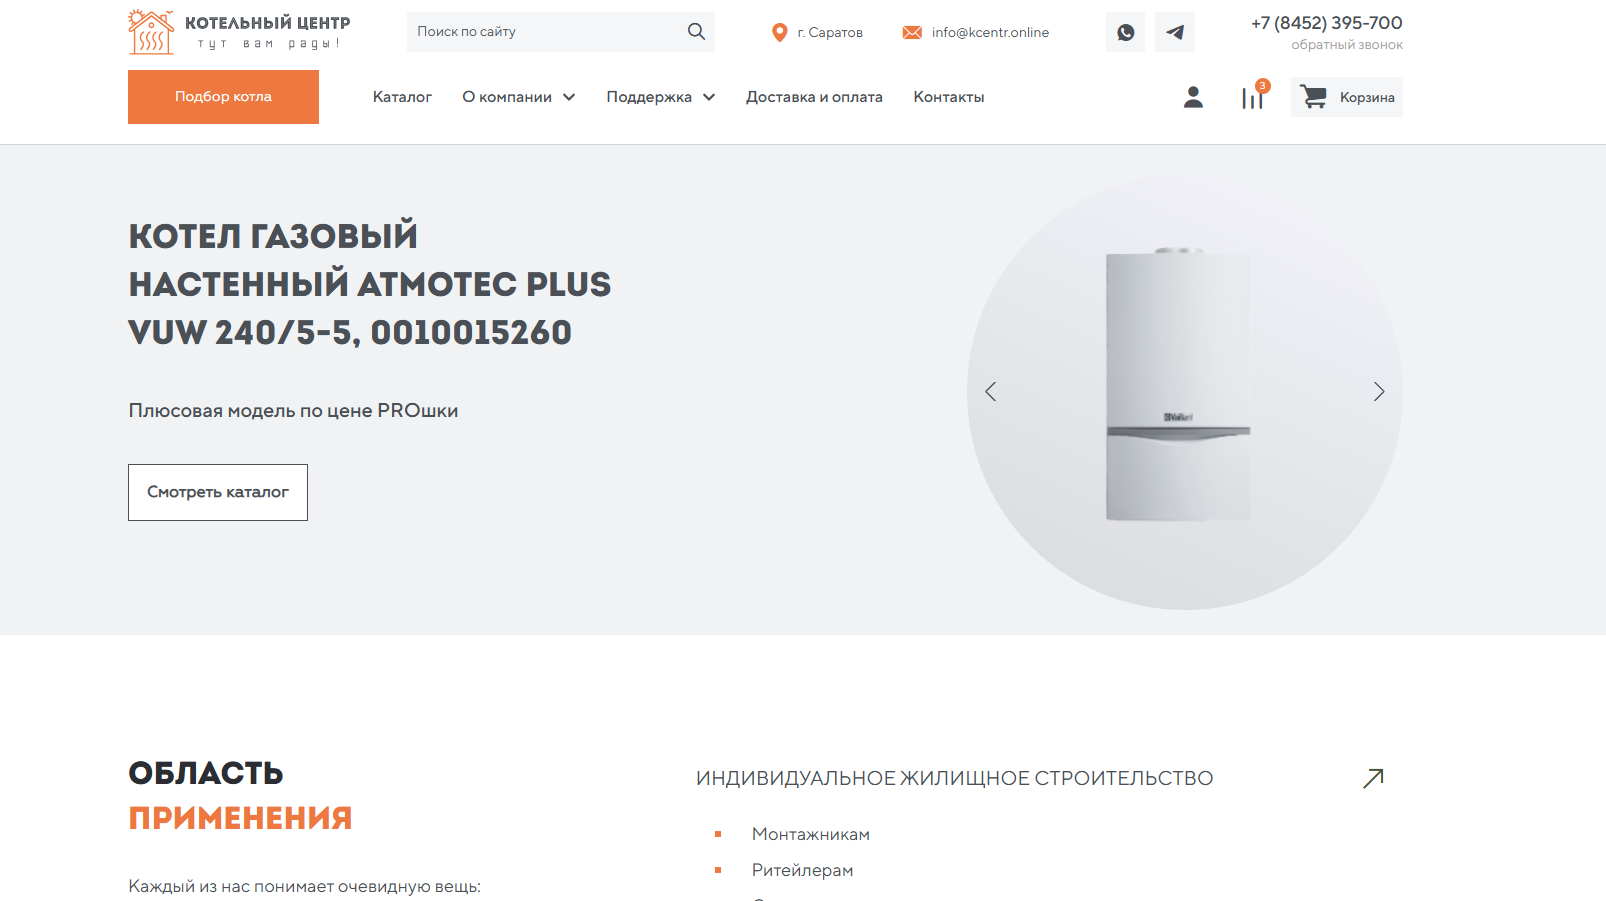 КОТЕЛЬНЫЙ ЦЕНТР
тут вам рады!
Поиск по сайту
г. Саратов
info@kcentr.online
+7 (8452) 395-700
обратный звонок
Подбор котла
Каталог
О компании
Поддержка
Доставка и оплата
Контакты
3
Корзина
КОТЕЛ ГАЗОВЫЙ
НАСТЕННЫЙ ATMOTEC PLUS
VUW 240/5-5, 0010015260
Плюсовая модель по цене PROшки
Смотреть каталог
Vaillant
ОБЛАСТЬ
ПРИМЕНЕНИЯ
Каждый из нас понимает очевидную вещь:
ИНДИВИДУАЛЬНОЕ ЖИЛИЩНОЕ СТРОИТЕЛЬСТВО
Монтажникам
Ритейлерам